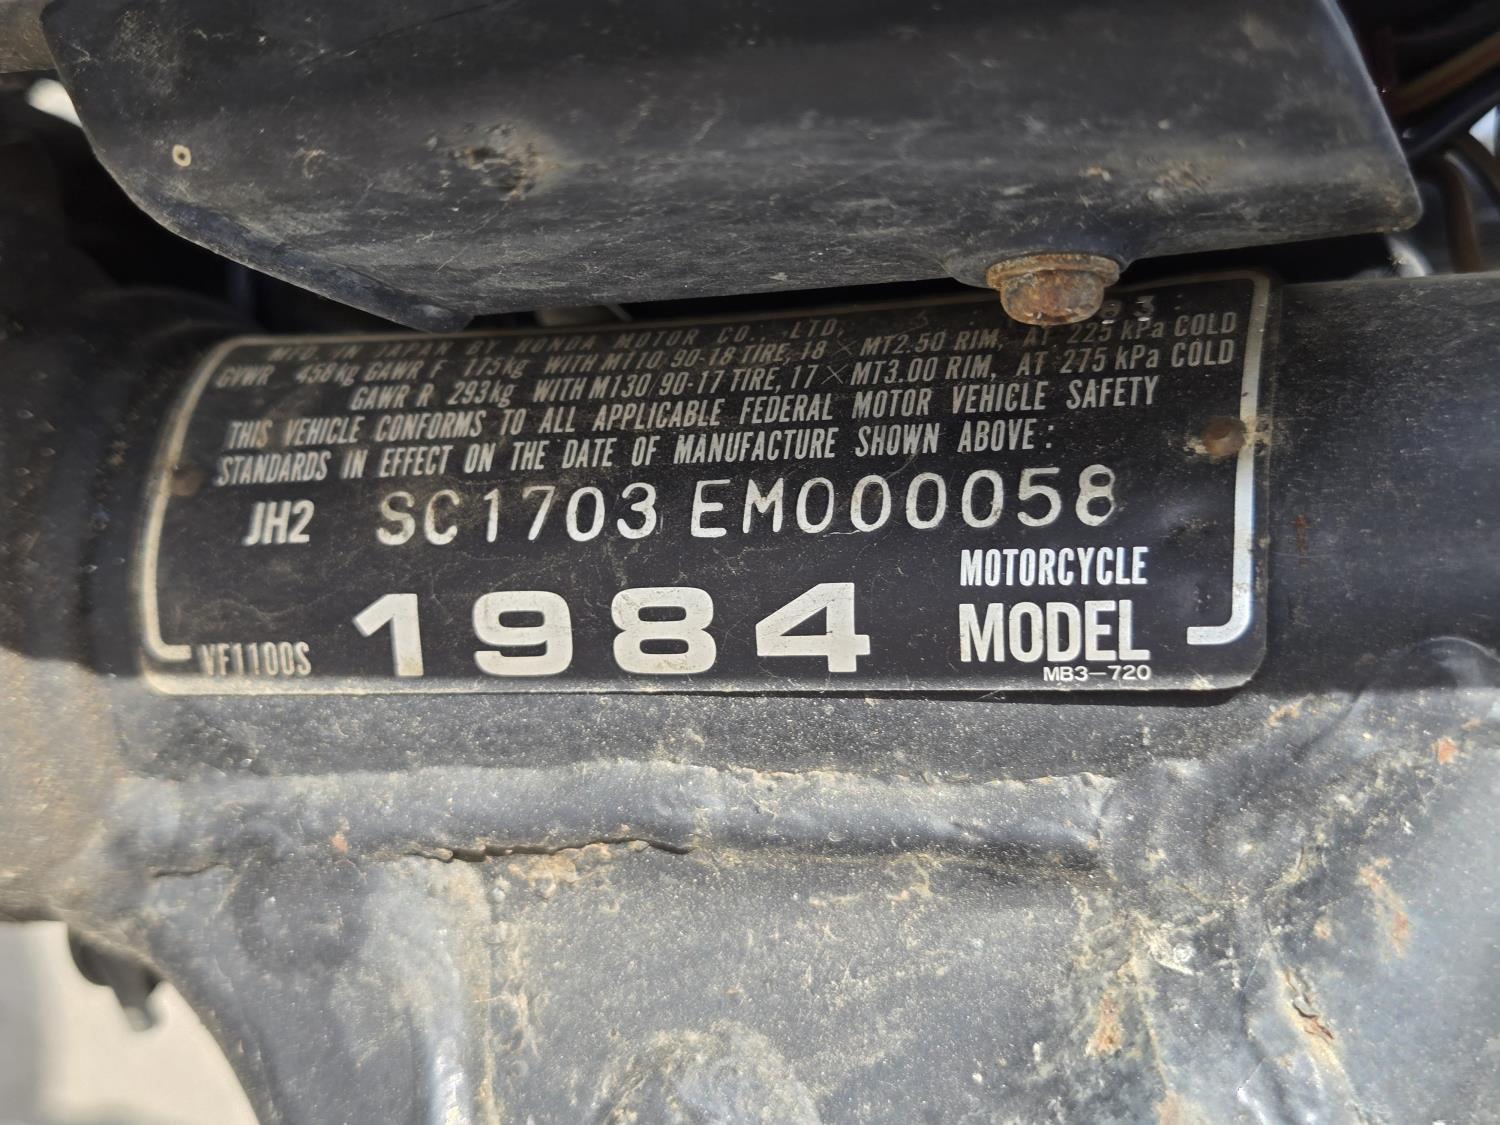 MFD. IN JAPAN BY HONDA MOTOR CO., LTD. 83
GVWR 458kg GAWR F 175kg WITH MT110/90-18 TIRE, 18 × MT2.50 RIM, AT 225 kPa COLD
GAWR R 293kg WITH M130/90-17 TIRE, 17 × MT3.00 RIM, AT 275 kPa COLD
THIS VEHICLE CONFORMS TO ALL APPLICABLE FEDERAL MOTOR VEHICLE SAFETY
STANDARDS IN EFFECT ON THE DATE OF MANUFACTURE SHOWN ABOVE :
JH2 SC1703EM000058
MOTORCYCLE
VF1100S 1984 MODEL
MB3-720